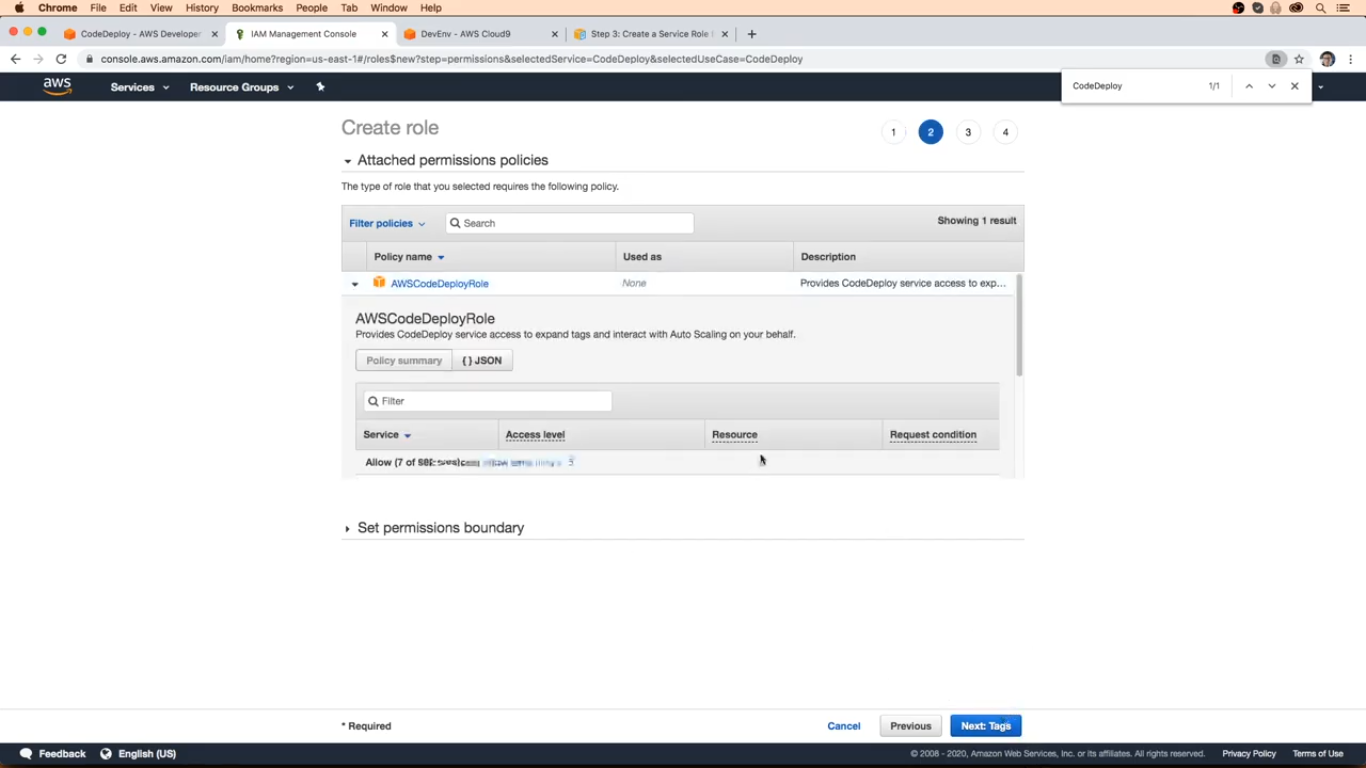 Chrome File Edit View History Bookmarks People Tab Window Help
CodeDeploy - AWS Developer IAM Management Console DevEnv - AWS Cloud9 Step 3: Create a Service Role
console.aws.amazon.com/iam/home?region=us-east-1#/roles$new?step=permissions&selectedService=CodeDeploy&selectedUseCase=CodeDeploy
aws Services Resource Groups
CodeDeploy 1/1
Create role
1 2 3 4
Attached permissions policies
The type of role that you selected requires the following policy.
Filter policies Search Showing 1 result
Policy name Used as Description
AWSCodeDeployRole None Provides CodeDeploy service access to exp...
AWSCodeDeployRole
Provides CodeDeploy service access to expand tags and interact with Auto Scaling on your behalf.
Policy summary { } JSON
Filter
Service Access level Resource Request condition
Allow (7 of
Set permissions boundary
* Required Cancel Previous Next: Tags
Feedback English (US) © 2008 - 2020, Amazon Web Services, Inc. or its affiliates. All rights reserved. Privacy Policy Terms of Use